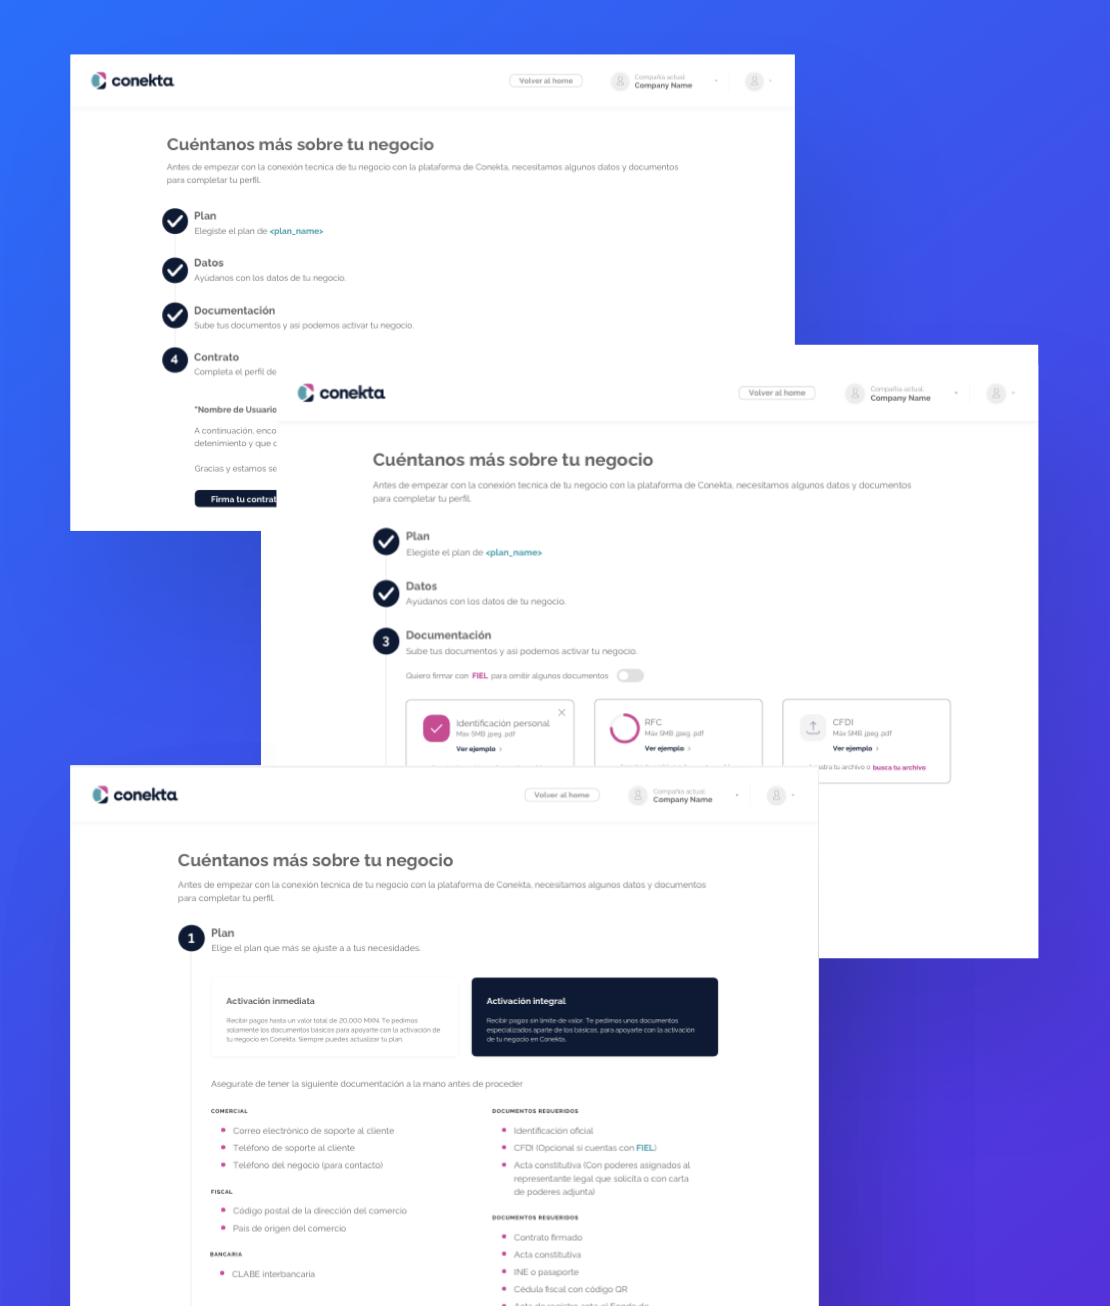 conekta
Volver al home
Compañía actual
Company Name
Cuéntanos más sobre tu negocio
Antes de empezar con la conexión tecnica de tu negocio con la plataforma de Conekta, necesitamos algunos datos y documentos
para completar tu perfil.
Plan
Elegiste el plan de <plan_name>
Datos
Ayúdanos con los datos de tu negocio.
Documentación
Sube tus documentos y asi podemos activar tu negocio.
4
Contrato
Completa el perfil de
"Nombre de Usuario
A continuación, enco
detenimiento y que
Gracias y estamos se
Firma tu contrat
conekta
Volver al home
Compañía actual
Company Name
Cuéntanos más sobre tu negocio
Antes de empezar con la conexión tecnica de tu negocio con la plataforma de Conekta, necesitamos algunos datos y documentos
para completar tu perfil.
Plan
Elegiste el plan de <plan_name>
Datos
Ayúdanos con los datos de tu negocio.
3
Documentación
Sube tus documentos y asi podemos activar tu negocio.
Quiero firmar con FIEL para omitir algunos documentos
Identificación personal
Máx 5MB jpeg, pdf
Ver ejemplo >
RFC
Máx 5MB jpeg, pdf
Ver ejemplo >
CFDI
Máx 5MB jpeg, pdf
Ver ejemplo >
tu archivo o busca tu archivo
conekta
Volver al home
Compañía actual
Company Name
Cuéntanos más sobre tu negocio
Antes de empezar con la conexión tecnica de tu negocio con la plataforma de Conekta, necesitamos algunos datos y documentos
para completar tu perfil.
1
Plan
Elige el plan que más se ajuste a a tus necesidades.
Activación inmediata
Recibir pagos hasta un valor total de 20,000 MXN. Te pedimos
solamente los documentos básicos para apoyarte con la activación de
tu negocio en Conekta. Siempre puedes actualizar tu plan.
Activación integral
Recibir pagos sin límite de valor. Te pedimos unos documentos
especializados aparte de los básicos, para apoyarte con la activación
de tu negocio en Conekta.
Asegurate de tener la siguiente documentación a la mano antes de proceder
COMERCIAL
Correo electrónico de soporte al cliente
Teléfono de soporte al cliente
Teléfono del negocio (para contacto)
FISCAL
Código postal de la dirección del comercio
País de origen del comercio
BANCARIA
CLABE interbancaria
DOCUMENTOS REQUERIDOS
Identificación oficial
CFDI (Opcional si cuentas con FIEL)
Acta constitutiva (Con poderes asignados al
representante legal que solicita o con carta
de poderes adjunta)
DOCUMENTOS REQUERIDOS
Contrato firmado
Acta constitutiva
INE o pasaporte
Cédula fiscal con código QR